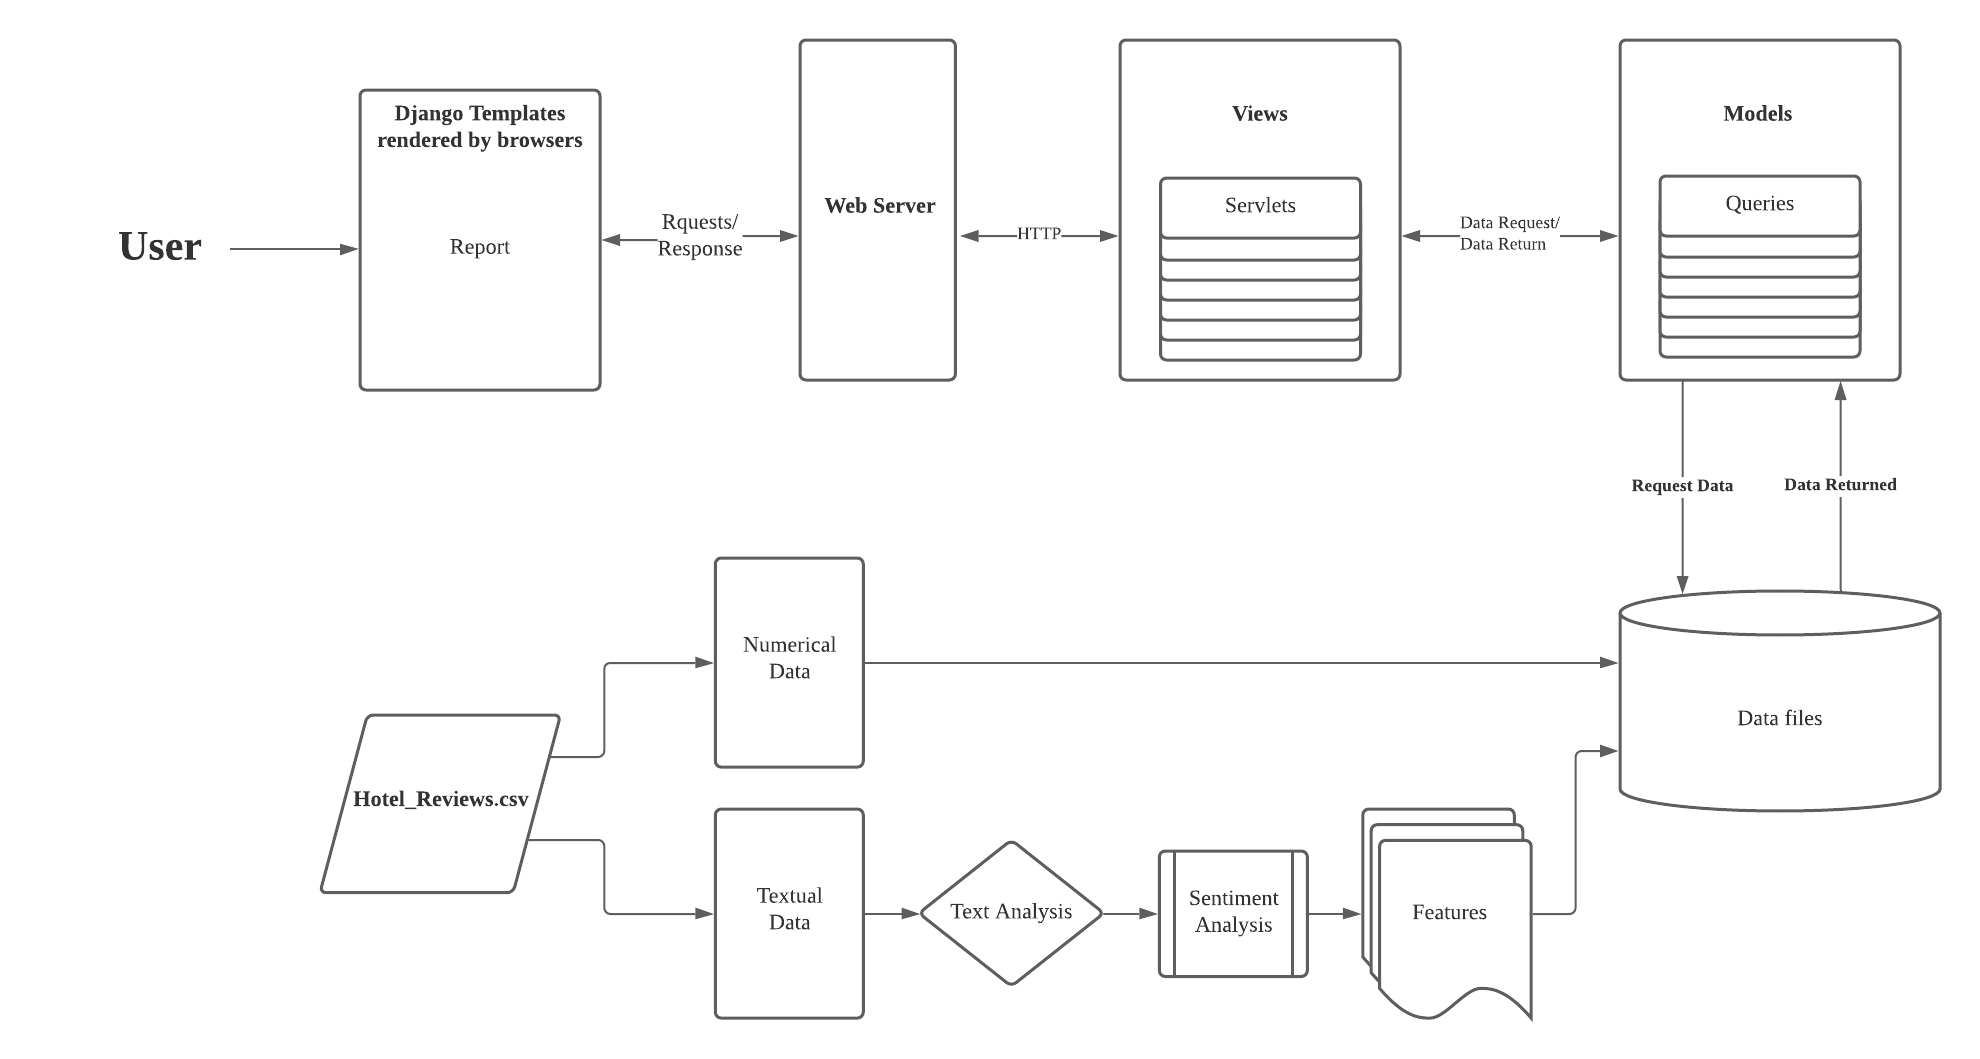 Django Templates
rendered by browsers
Report
User
Rquests/
Response
Web Server
HTTP
Views
Servlets
Data Request/
Data Return
Models
Queries
Request Data
Data Returned
Numerical
Data
Data files
Hotel_Reviews.csv
Textual
Data
Text Analysis
Sentiment
Analysis
Features